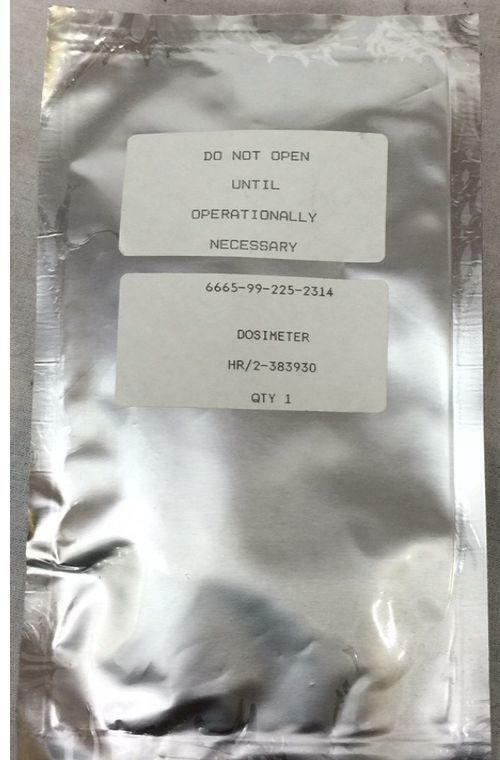 DO NOT OPEN
UNTIL
OPERATIONALLY
NECESSARY
6665-99-225-2314
DOSIMETER
HR/2-383930
QTY 1